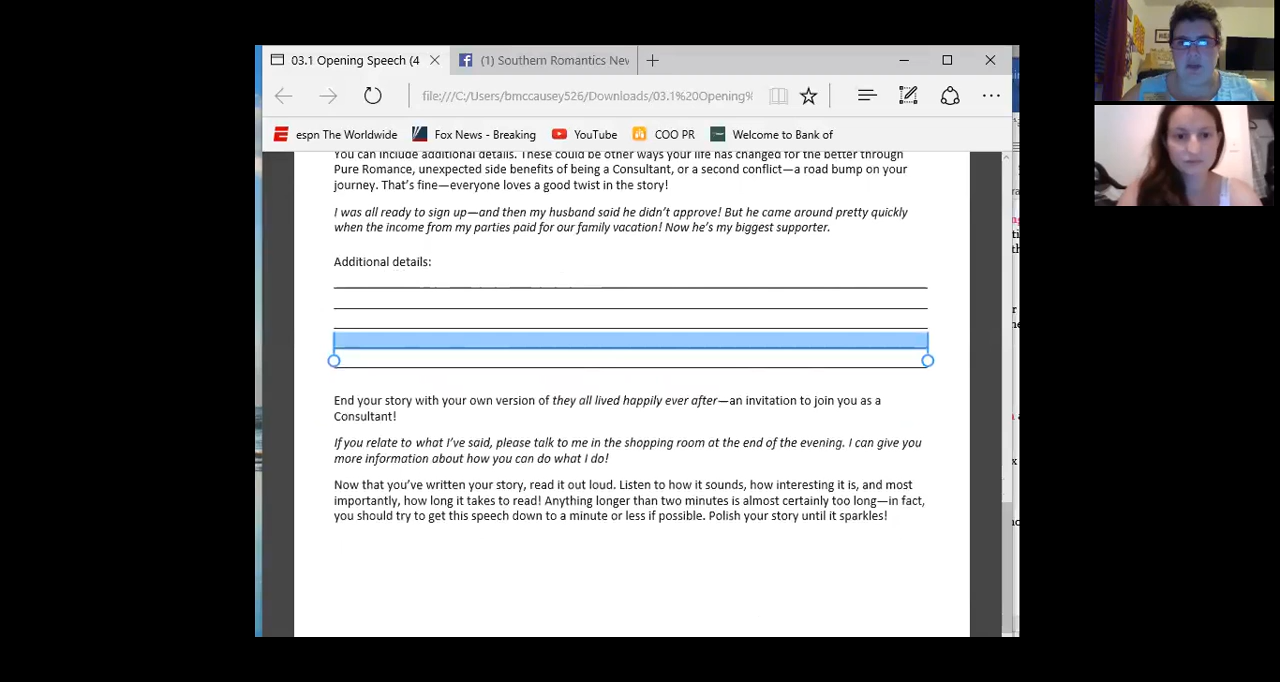 03.1 Opening Speech (4
(1) Southern Romantics New
file:///C:/Users/bmccausey526/Downloads/03.1%20Opening%
espn The Worldwide
Fox News - Breaking
YouTube
COO PR
Welcome to Bank of
You can include additional details. These could be other ways your life has changed for the better through
Pure Romance, unexpected side benefits of being a Consultant, or a second conflict—a road bump on your
journey. That's fine—everyone loves a good twist in the story!
I was all ready to sign up—and then my husband said he didn't approve! But he came around pretty quickly
when the income from my parties paid for our family vacation! Now he's my biggest supporter.
Additional details:
End your story with your own version of they all lived happily ever after—an invitation to join you as a
Consultant!
If you relate to what I've said, please talk to me in the shopping room at the end of the evening. I can give you
more information about how you can do what I do!
Now that you've written your story, read it out loud. Listen to how it sounds, how interesting it is, and most
importantly, how long it takes to read! Anything longer than two minutes is almost certainly too long—in fact,
you should try to get this speech down to a minute or less if possible. Polish your story until it sparkles!